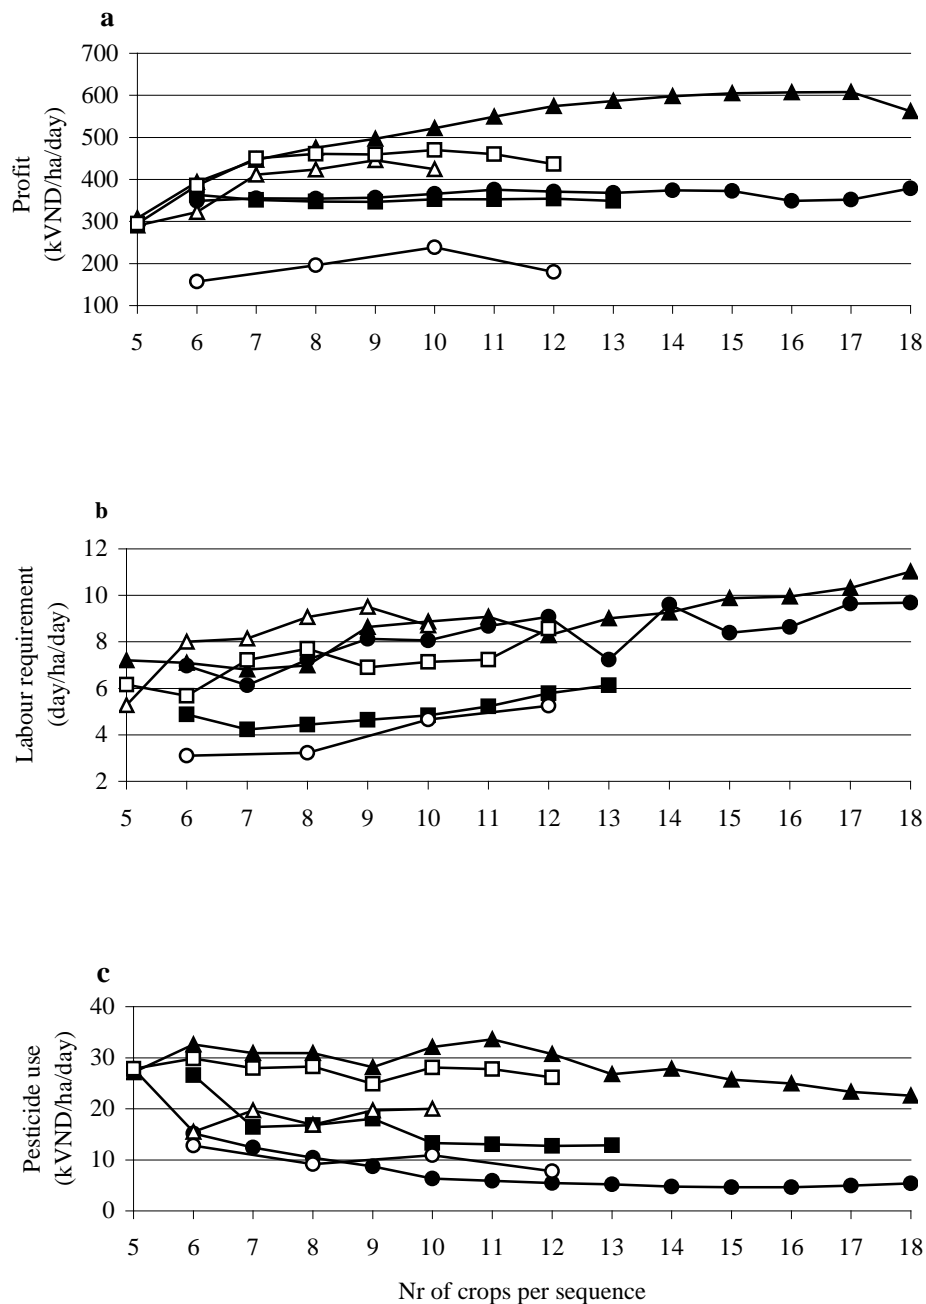 a
700
600
500
400
300
200
100
Profit
(kVND/ha/day)
5 6 7 8 9 10 11 12 13 14 15 16 17 18
b
12
10
8
6
4
2
Labour requirement
(day/ha/day)
5 6 7 8 9 10 11 12 13 14 15 16 17 18
c
40
30
20
10
0
Pesticide use
(kVND/ha/day)
5 6 7 8 9 10 11 12 13 14 15 16 17 18
Nr of crops per sequence